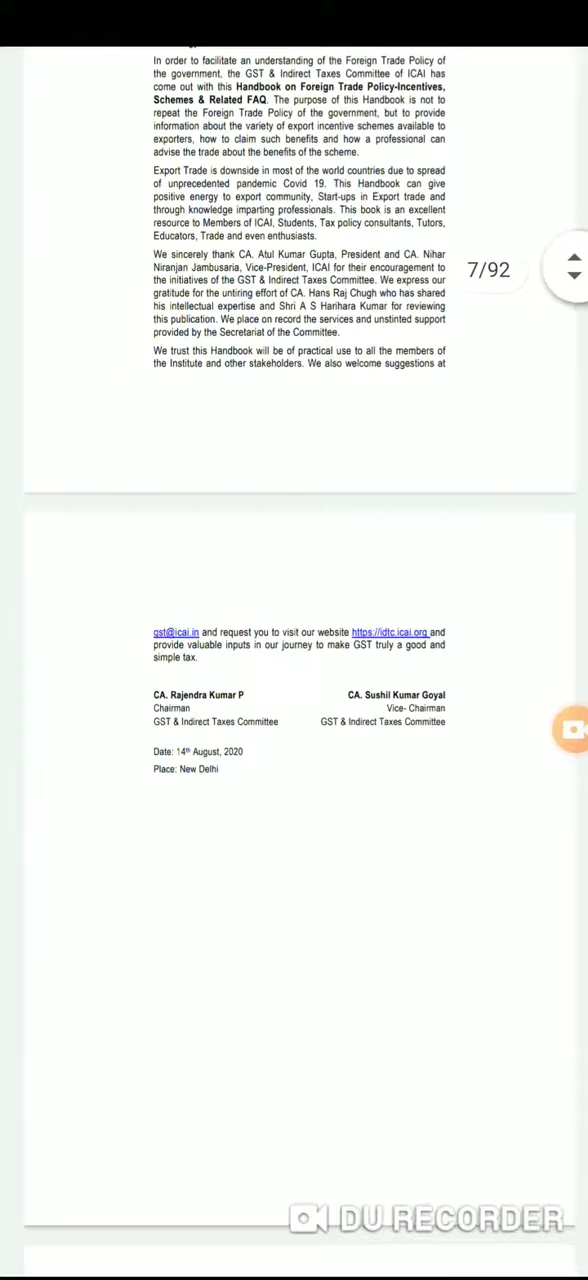 In order to facilitate an understanding of the Foreign Trade Policy of
the government, the GST & Indirect Taxes Committee of ICAI has
come out with this Handbook on Foreign Trade Policy-Incentives,
Schemes & Related FAQ. The purpose of this Handbook is not to
repeat the Foreign Trade Policy of the government, but to provide
information about the variety of export incentive schemes available to
exporters, how to claim such benefits and how a professional can
advise the trade about the benefits of the scheme.
Export Trade is downside in most of the world countries due to spread
of unprecedented pandemic Covid 19. This Handbook can give
positive energy to export community, Start-ups in Export trade and
through knowledge imparting professionals. This book is an excellent
resource to Members of ICAI, Students, Tax policy consultants, Tutors,
Educators, Trade and even enthusiasts.
We sincerely thank CA. Atul Kumar Gupta, President and CA. Nihar
Niranjan Jambusaria, Vice-President, ICAI for their encouragement to
the initiatives of the GST & Indirect Taxes Committee. We express our
gratitude for the untiring effort of CA. Hans Raj Chugh who has shared
his intellectual expertise and Shri A S Harihara Kumar for reviewing
this publication. We place on record the services and unstinted support
provided by the Secretariat of the Committee.
We trust this Handbook will be of practical use to all the members of
the Institute and other stakeholders. We also welcome suggestions at
7/92
gst@icai.in and request you to visit our website https://idtc.icai.org and
provide valuable inputs in our journey to make GST truly a good and
simple tax.
CA. Rajendra Kumar P
Chairman
GST & Indirect Taxes Committee
CA. Sushil Kumar Goyal
Vice- Chairman
GST & Indirect Taxes Committee
Date: 14th August, 2020
Place: New Delhi
DU RECORDER